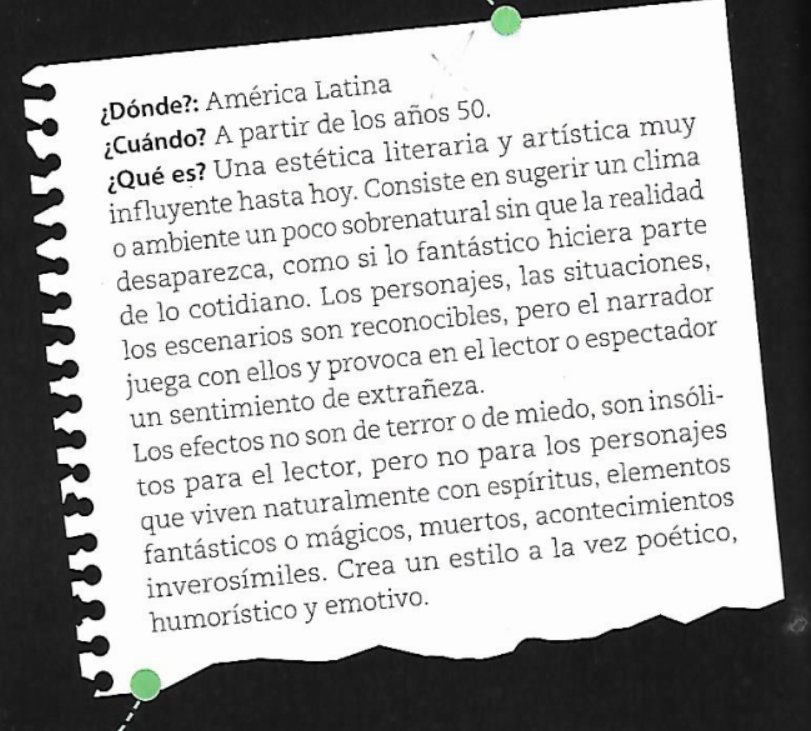 ¿Dónde?: América Latina
¿Cuándo? A partir de los años 50.
¿Qué es? Una estética literaria y artística muy
influyente hasta hoy. Consiste en sugerir un clima
o ambiente un poco sobrenatural sin que la realidad
desaparezca, como si lo fantástico hiciera parte
de lo cotidiano. Los personajes, las situaciones,
los escenarios son reconocibles, pero el narrador
juega con ellos y provoca en el lector o espectador
un sentimiento de extrañeza.
Los efectos no son de terror o de miedo, son insóli-
tos para el lector, pero no para los personajes
que viven naturalmente con espíritus, elementos
fantásticos o mágicos, muertos, acontecimientos
inverosímiles. Crea un estilo a la vez poético,
humorístico y emotivo.